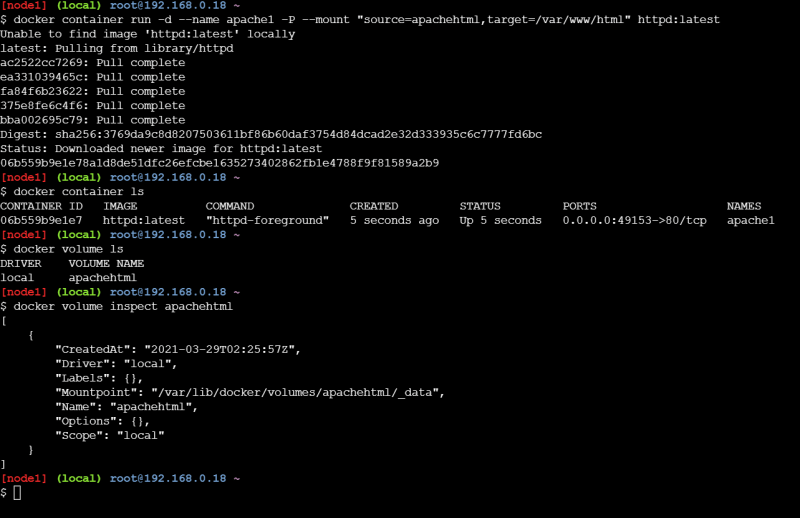 [node1] (local) root@192.168.0.18 ~
$ docker container run -d --name apache1 -P --mount "source=apachehtml,target=/var/www/html" httpd:latest
Unable to find image 'httpd:latest' locally
latest: Pulling from library/httpd
ac2522cc7269: Pull complete
ea331039465c: Pull complete
fa84f6b23622: Pull complete
375e8fe6c4f6: Pull complete
bba002695c79: Pull complete
Digest: sha256:3769da9c8d8207503611bf86b60daf3754d84dcad2e32d333935c6c7777fd6bc
Status: Downloaded newer image for httpd:latest
06b559b9e1e78a1d8de51dfc26efcbe1635273402862fb1e4788f9f81589a2b9
[node1] (local) root@192.168.0.18 ~
$ docker container ls
CONTAINER ID   IMAGE          COMMAND              CREATED         STATUS         PORTS                   NAMES
06b559b9e1e7   httpd:latest   "httpd-foreground"   5 seconds ago   Up 5 seconds   0.0.0.0:49153->80/tcp   apache1
[node1] (local) root@192.168.0.18 ~
$ docker volume ls
DRIVER    VOLUME NAME
local     apachehtml
[node1] (local) root@192.168.0.18 ~
$ docker volume inspect apachehtml
[
    {
        "CreatedAt": "2021-03-29T02:25:57Z",
        "Driver": "local",
        "Labels": {},
        "Mountpoint": "/var/lib/docker/volumes/apachehtml/_data",
        "Name": "apachehtml",
        "Options": {},
        "Scope": "local"
    }
]
[node1] (local) root@192.168.0.18 ~
$